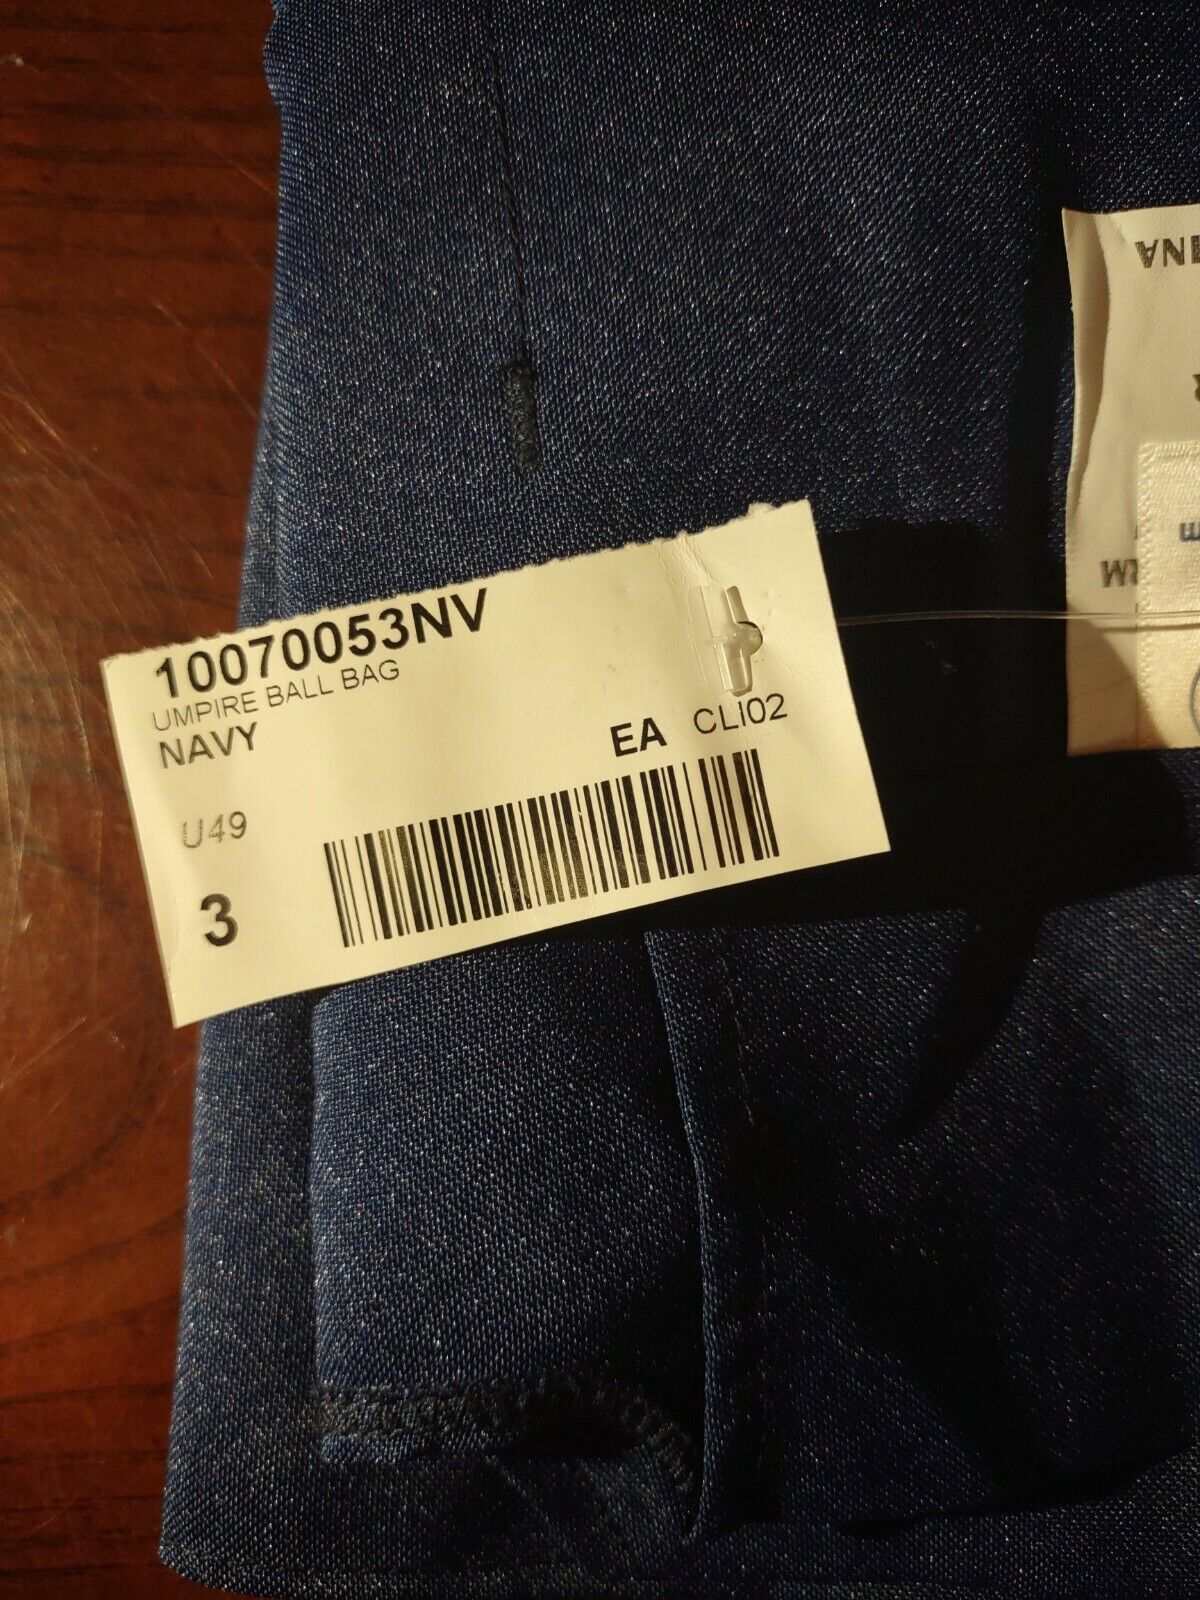 10070053NV
UMPIRE BALL BAG
NAVY
EA CLI02
U49
3